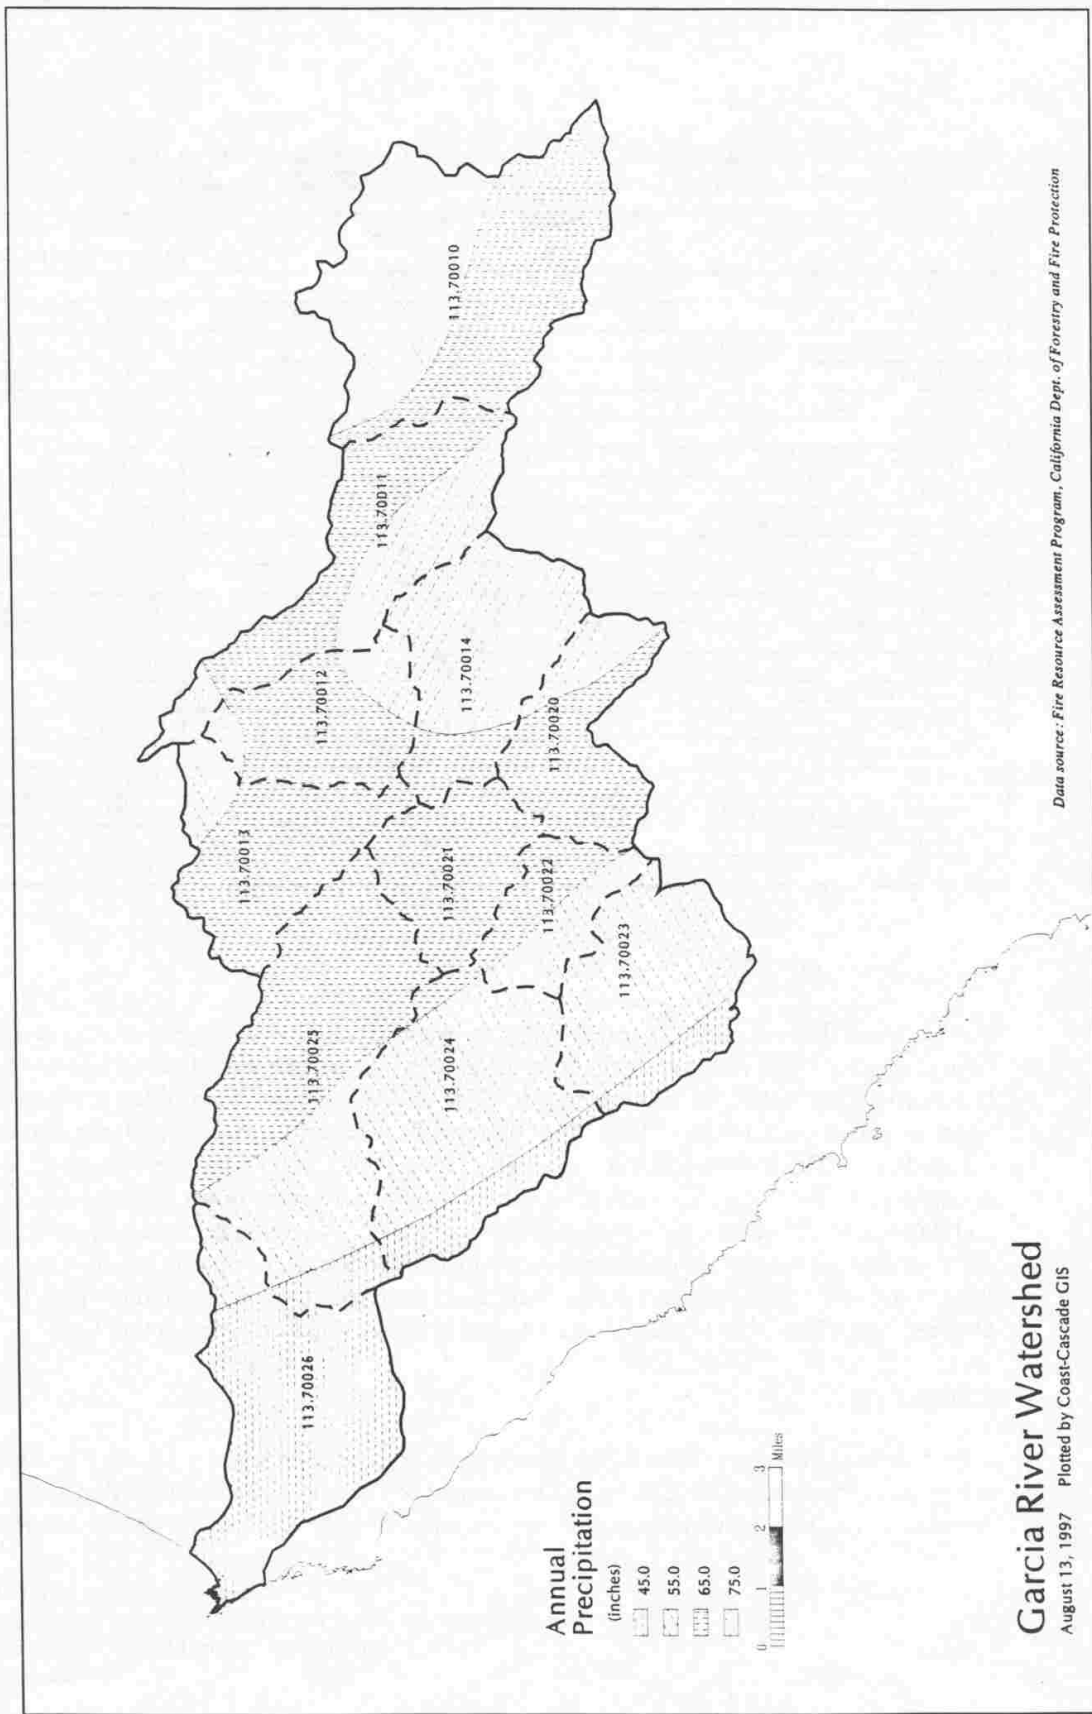 113.70010
113.70011
113.70012
113.70013
113.70014
113.70020
113.70021
113.70022
113.70023
113.70024
113.70025
113.70026
Annual
Precipitation
(inches)
45.0
55.0
65.0
75.0
0 1 2 3
Miles
Garcia River Watershed
August 13, 1997 Plotted by Coast-Cascade GIS
Data source: Fire Resource Assessment Program, California Dept. of Forestry and Fire Protection